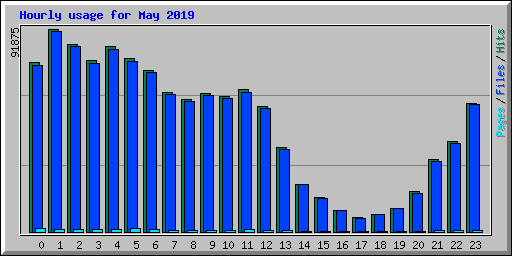 Hourly usage for May 2019
91875
Pages/Files/Hits
0 1 2 3 4 5 6 7 8 9 10 11 12 13 14 15 16 17 18 19 20 21 22 23